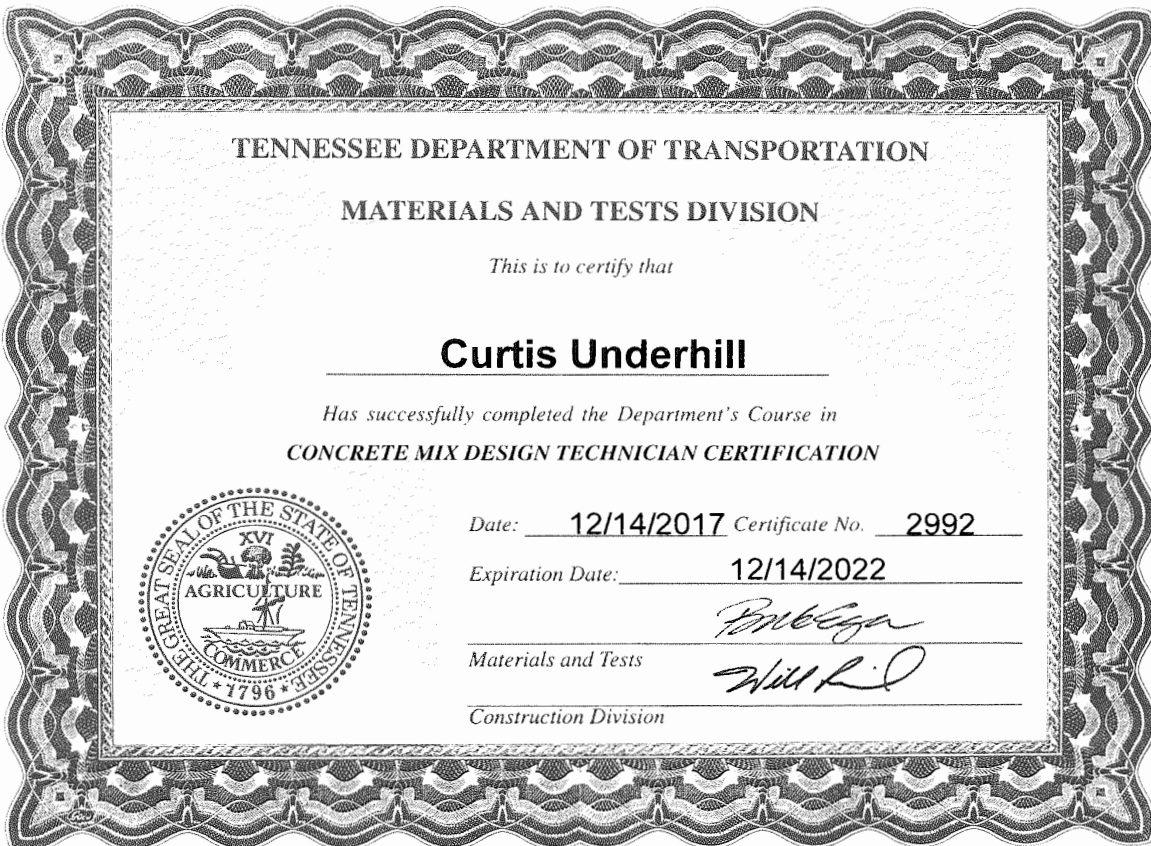 TENNESSEE DEPARTMENT OF TRANSPORTATION
MATERIALS AND TESTS DIVISION
This is to certify that
Curtis Underhill
Has successfully completed the Department's Course in
CONCRETE MIX DESIGN TECHNICIAN CERTIFICATION
Date: 12/14/2017 Certificate No. 2992
Expiration Date: 12/14/2022
Materials and Tests
Will
Construction Division
THE GREAT SEAL OF THE STATE OF TENNESSEE
XVI
AGRICULTURE
COMMERCE
1796